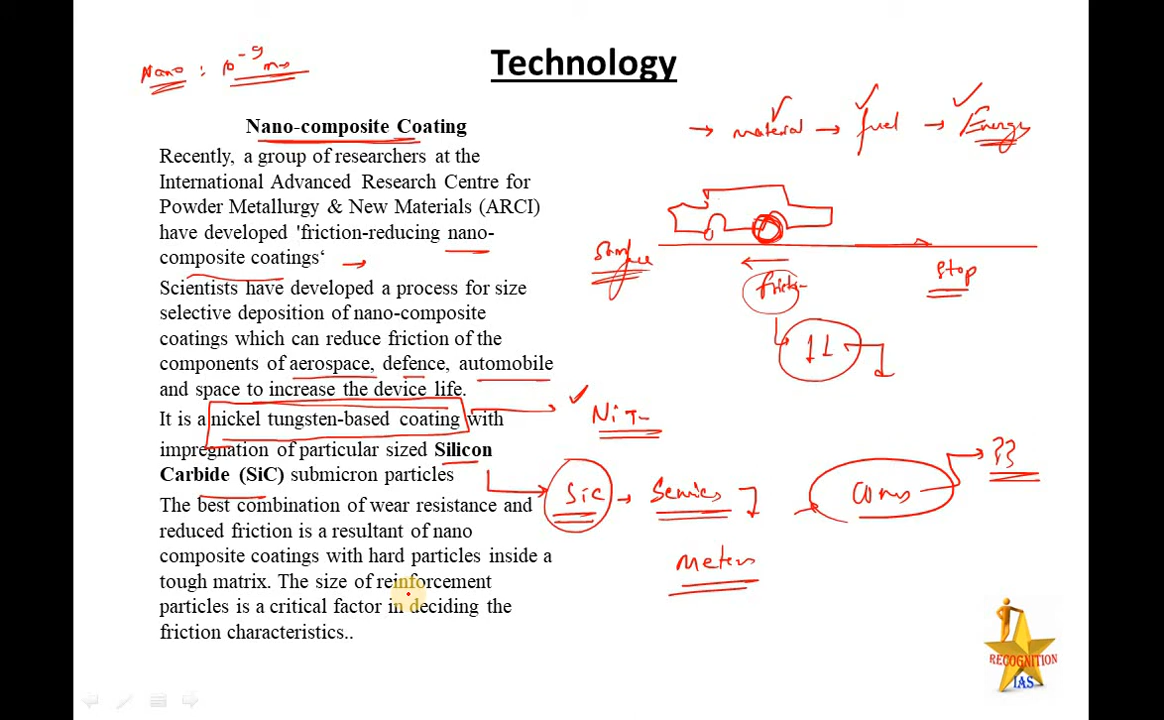 Technology
Nano : 10⁻⁹ m
Nano-composite Coating
Recently, a group of researchers at the
International Advanced Research Centre for
Powder Metallurgy & New Materials (ARCI)
have developed 'friction-reducing nano-
composite coatings‘
Scientists have developed a process for size
selective deposition of nano-composite
coatings which can reduce friction of the
components of aerospace, defence, automobile
and space to increase the device life.
It is a nickel tungsten-based coating with
impregnation of particular sized Silicon
Carbide (SiC) submicron particles
The best combination of wear resistance and
reduced friction is a resultant of nano
composite coatings with hard particles inside a
tough matrix. The size of reinforcement
particles is a critical factor in deciding the
friction characteristics..
→ material → fuel → Energy
Surface
Stop
Ni T
SiC →
??
RECOGNITION
IAS